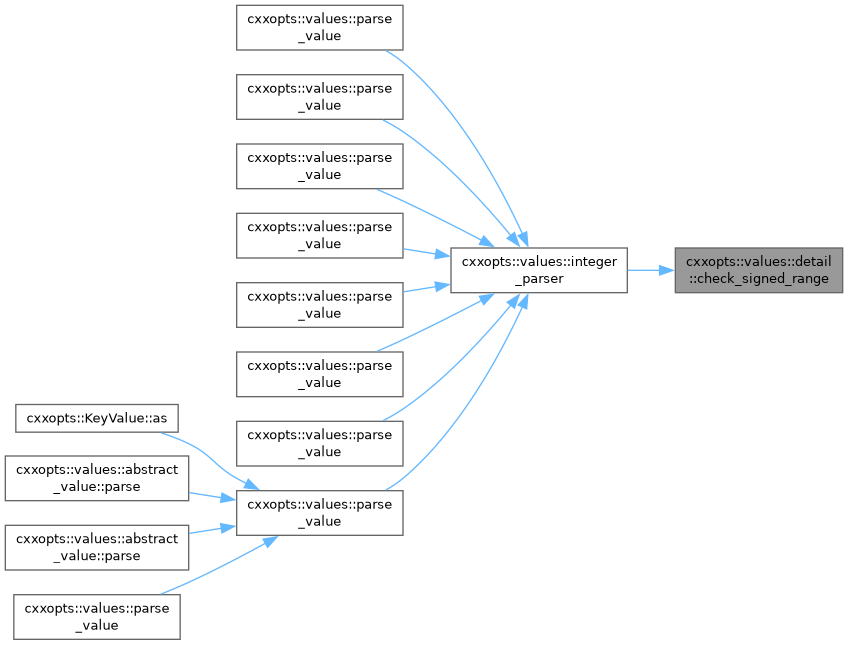 cxxopts::values::parse
_value
cxxopts::values::parse
_value
cxxopts::values::parse
_value
cxxopts::values::parse
_value
cxxopts::values::integer
_parser
cxxopts::values::detail
::check_signed_range
cxxopts::values::parse
_value
cxxopts::values::parse
_value
cxxopts::KeyValue::as
cxxopts::values::parse
_value
cxxopts::values::abstract
_value::parse
cxxopts::values::parse
_value
cxxopts::values::abstract
_value::parse
cxxopts::values::parse
_value